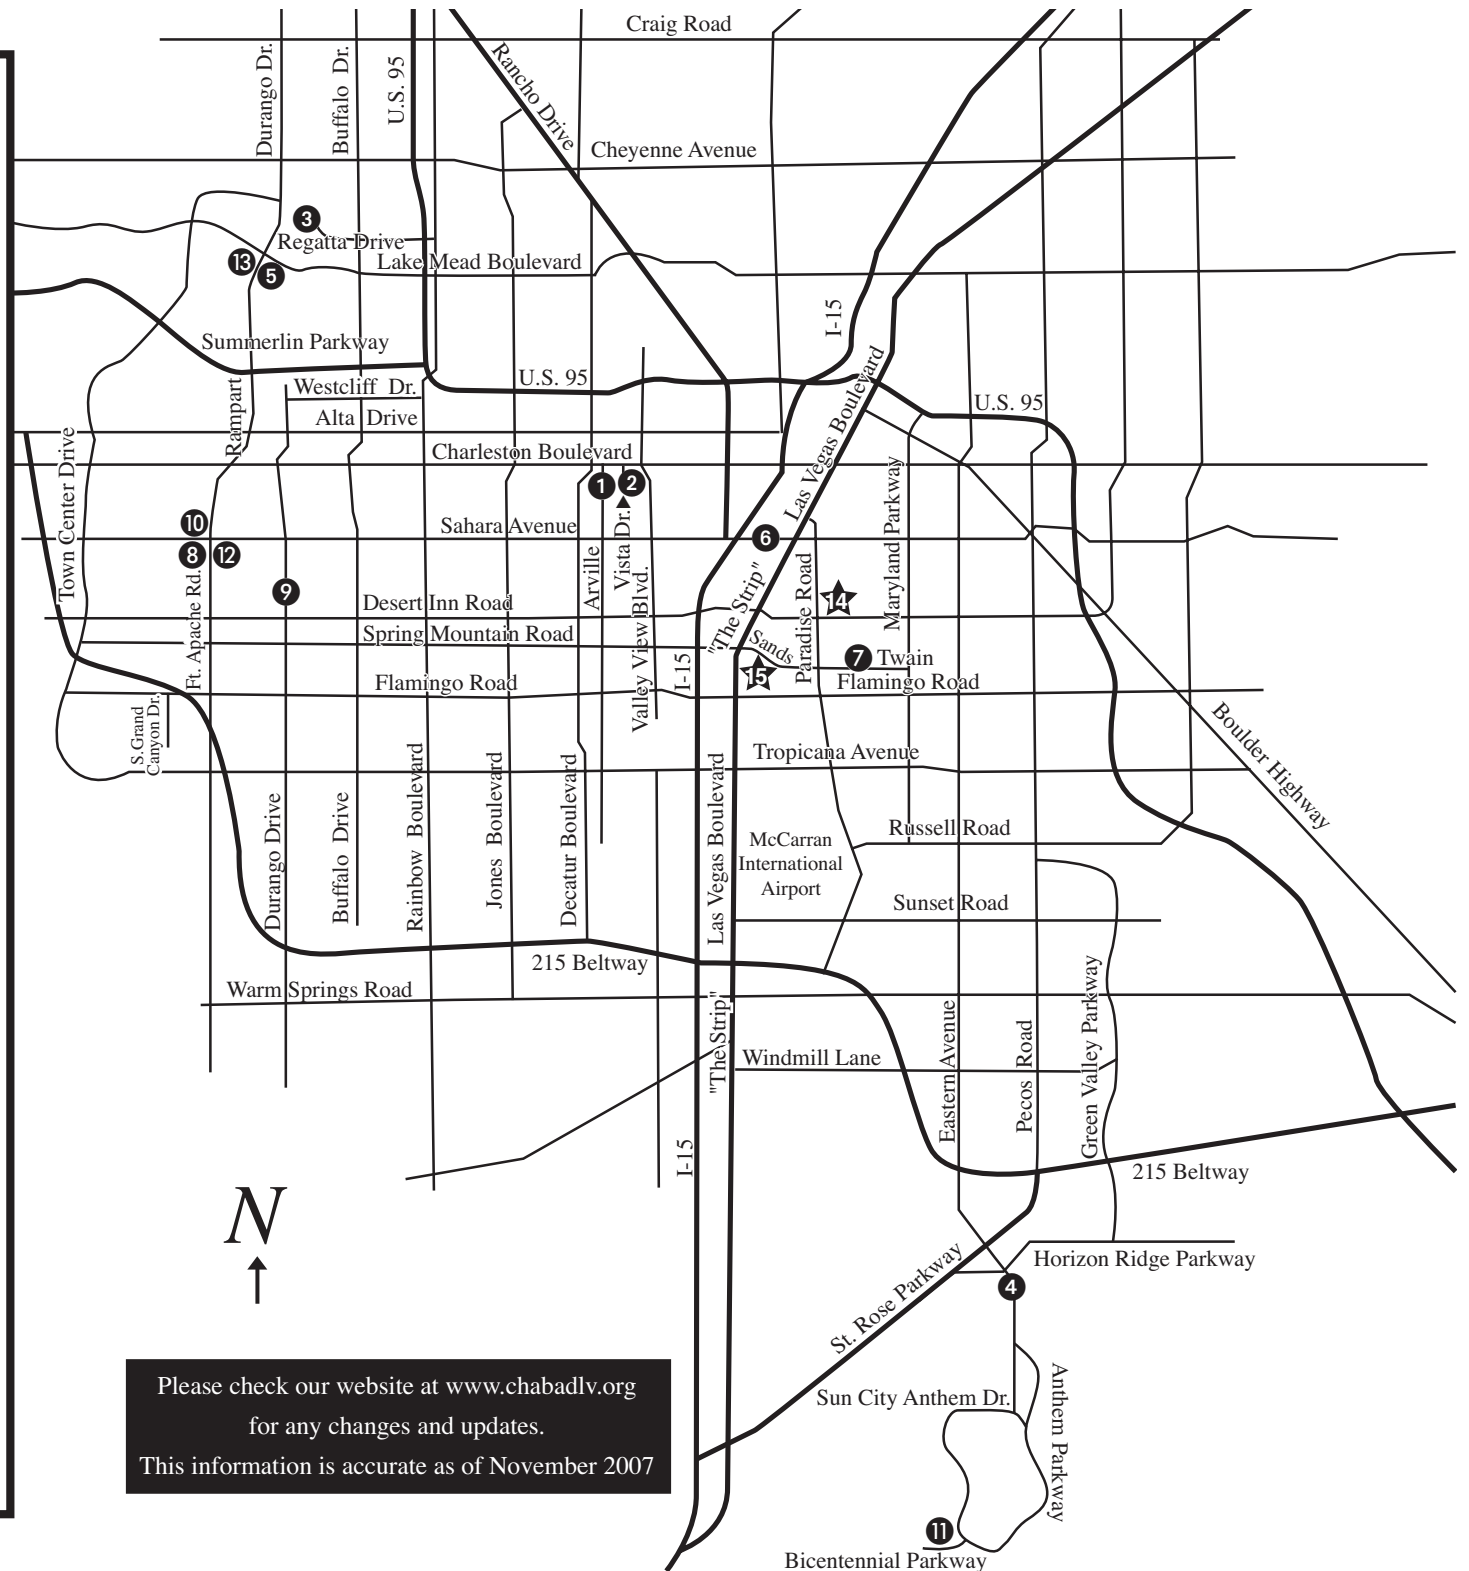 Craig Road
Durango Dr.
Buffalo Dr.
U.S. 95
Rancho Drive
Cheyenne Avenue
3
Regatta Drive
13
5
Lake Mead Boulevard
I-15
Summerlin Parkway
Westcliff Dr.
U.S. 95
U.S. 95
Rampart
Alta Drive
Las Vegas Boulevard
Town Center Drive
Charleston Boulevard
1
2
Maryland Parkway
10
Sahara Avenue
6
8
12
Vista Dr.
Arville
9
Ft. Apache Rd.
Desert Inn Road
Valley View Blvd.
"The Strip"
Paradise Road
14
Spring Mountain Road
Sands
7
Twain
15
I-15
Flamingo Road
Flamingo Road
S.Grand
Canyon Dr.
Boulder Highway
Tropicana Avenue
Durango Drive
Buffalo Drive
Rainbow Boulevard
Jones Boulevard
Decatur Boulevard
Las Vegas Boulevard
McCarran
International
Airport
Russell Road
Sunset Road
215 Beltway
Warm Springs Road
"The Strip"
Windmill Lane
Eastern Avenue
Pecos Road
Green Valley Parkway
I-15
215 Beltway
N
Horizon Ridge Parkway
4
St. Rose Parkway
Please check our website at www.chabadlv.org
for any changes and updates.
This information is accurate as of November 2007
Sun City Anthem Dr.
Anthem Parkway
11
Bicentennial Parkway